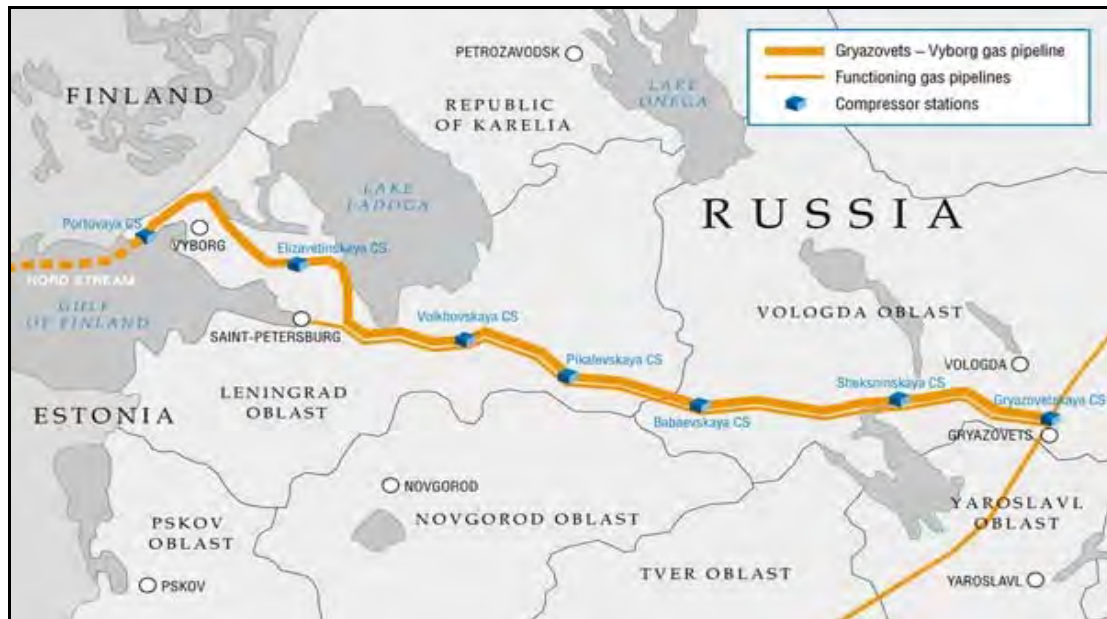 PETROZAVODSK
Gryazovets – Vyborg gas pipeline
Functioning gas pipelines
Compressor stations
FINLAND
REPUBLIC
OF KARELIA
LAKE
ONEGA
LAKE
LADOGA
RUSSIA
Portovaya CS
VYBORG
Elizavetinskaya CS
NORD STREAM
GULF
OF FINLAND
SAINT-PETERSBURG
Volkhovskaya CS
VOLOGDA OBLAST
VOLOGDA
Pikalevskaya CS
Sheksninskaya CS
LENINGRAD
OBLAST
Gryazovetskaya CS
ESTONIA
Babaevskaya CS
GRYAZOVETS
NOVGOROD
NOVGOROD OBLAST
YAROSLAVL
OBLAST
PSKOV
OBLAST
TVER OBLAST
PSKOV
YAROSLAVL